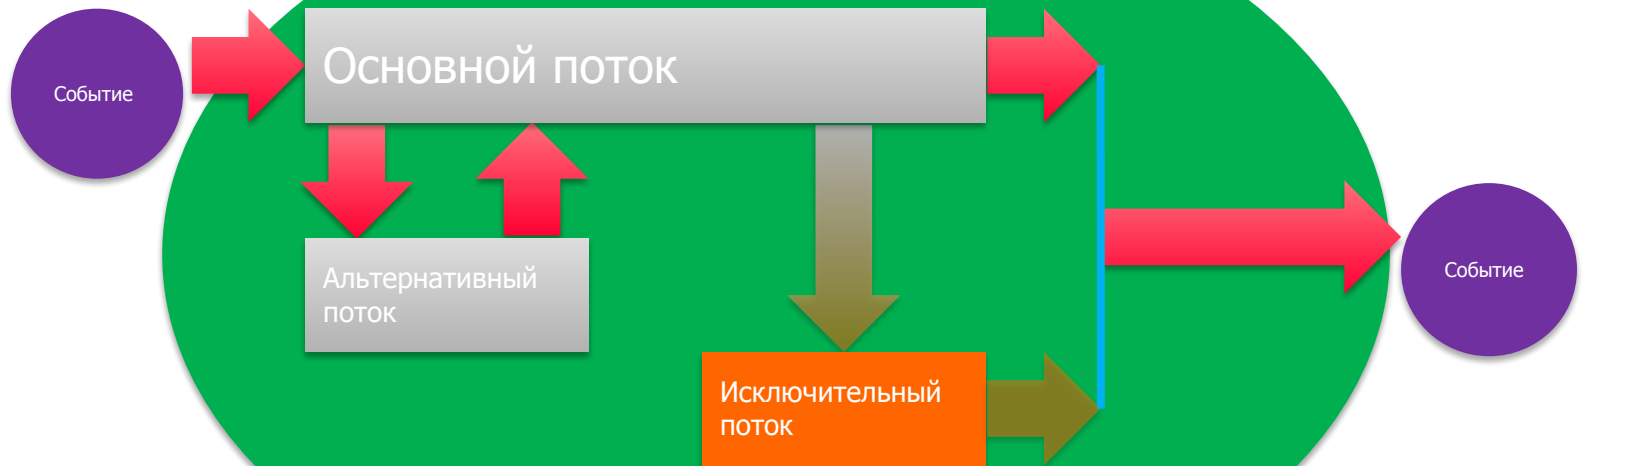 Основной поток
Событие
Альтернативный
поток
Событие
Исключительный
поток